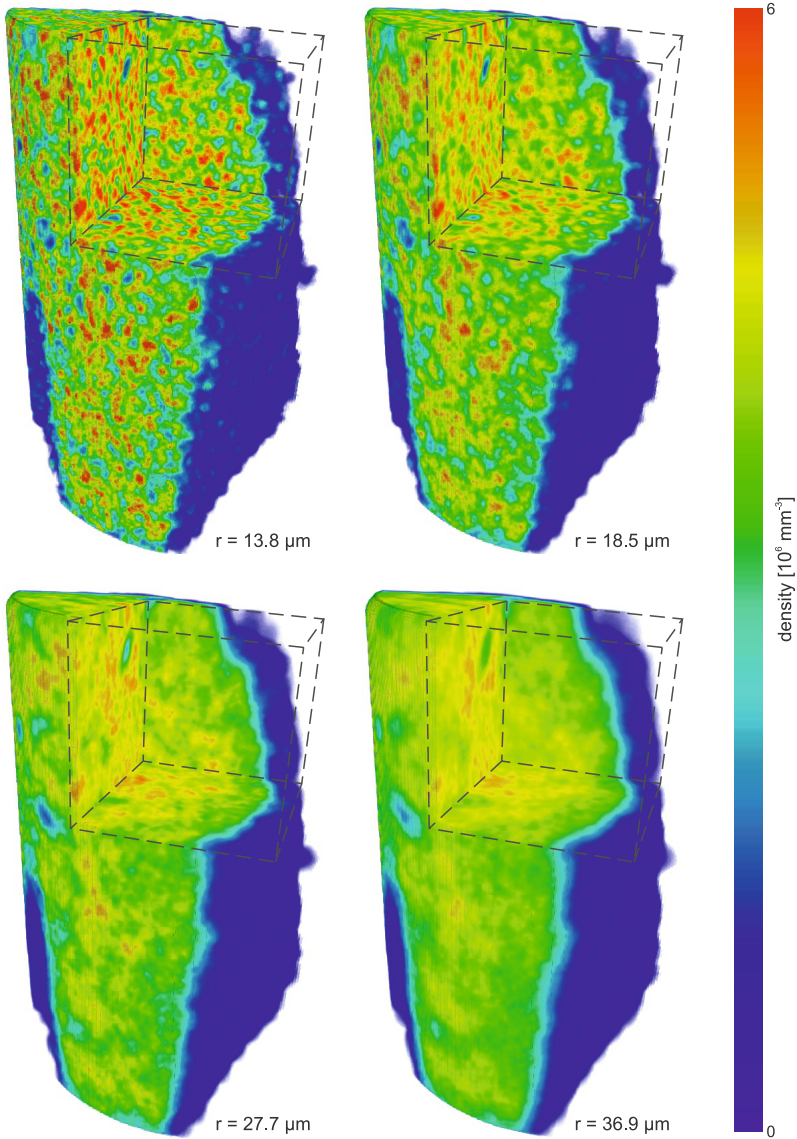 6
r = 13.8 μm
r = 18.5 μm
density [10⁶ mm⁻³]
r = 27.7 μm
r = 36.9 μm
0